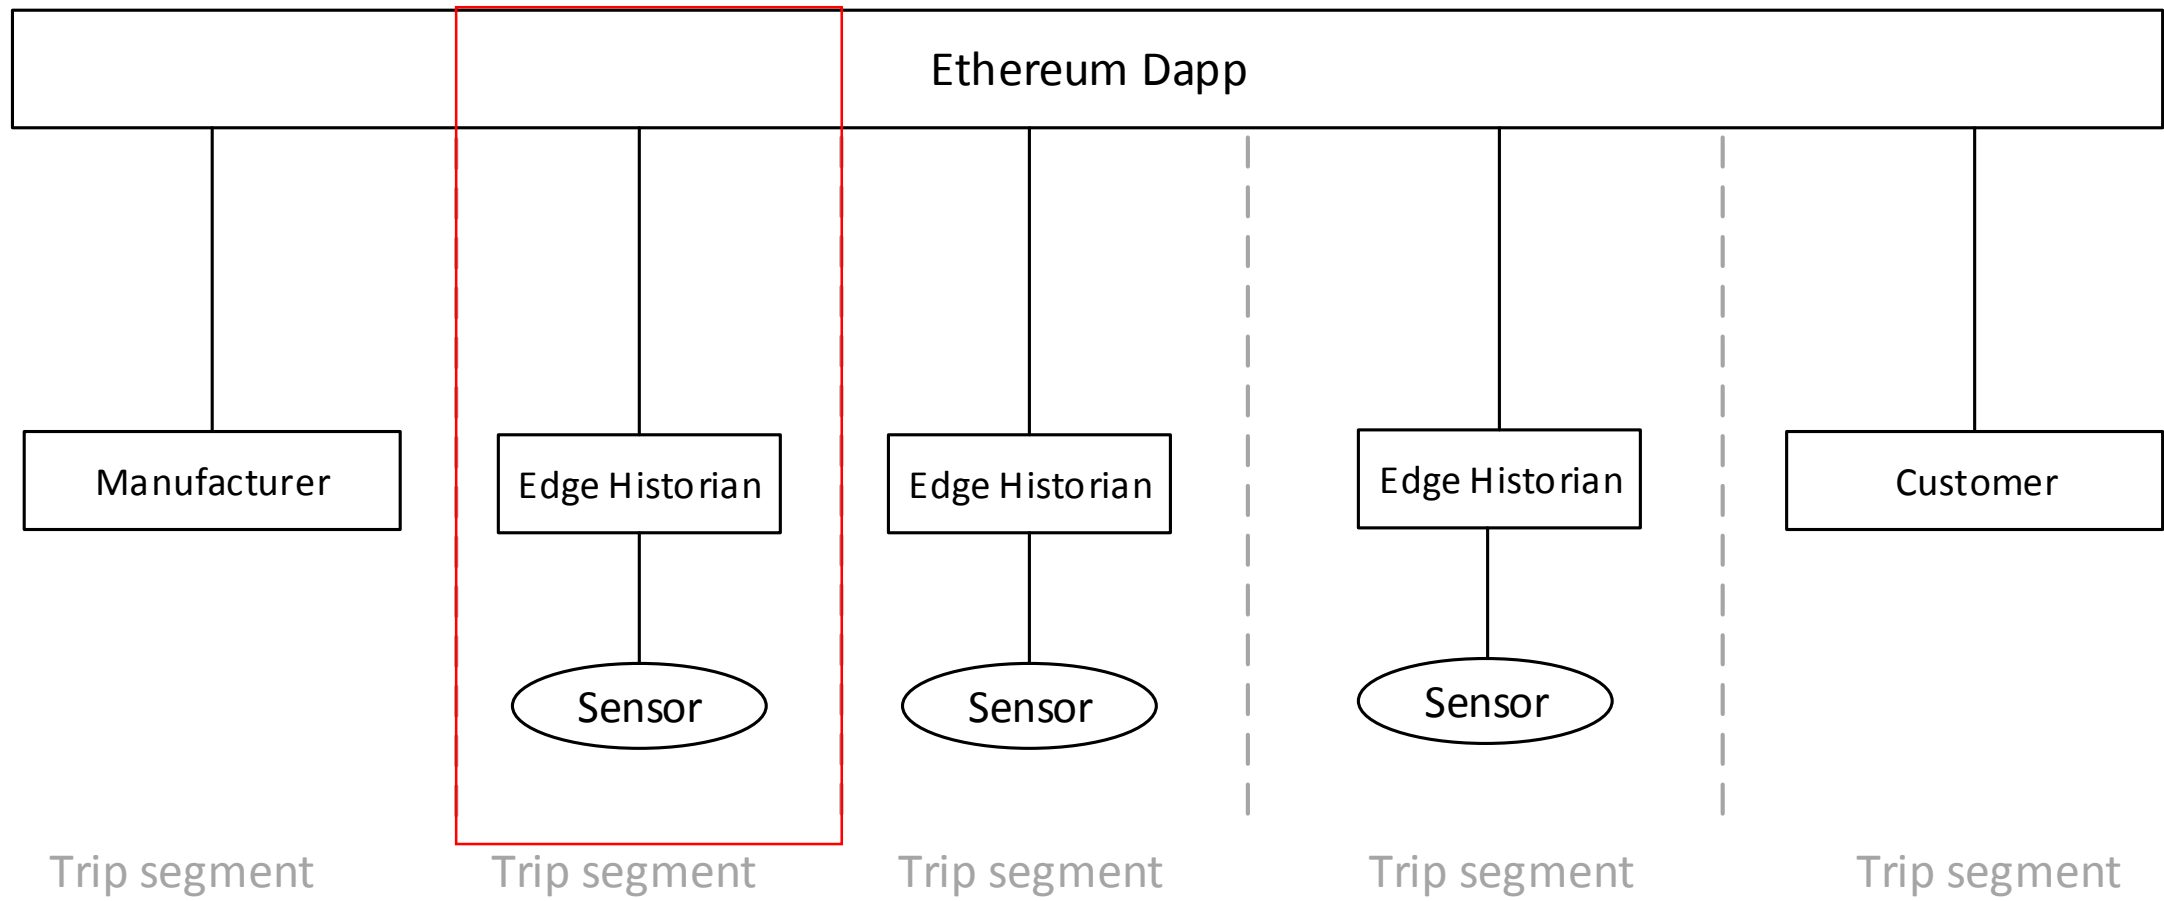 Ethereum Dapp
Manufacturer
Edge Historian
Edge Historian
Edge Historian
Customer
Sensor
Sensor
Sensor
Trip segment
Trip segment
Trip segment
Trip segment
Trip segment